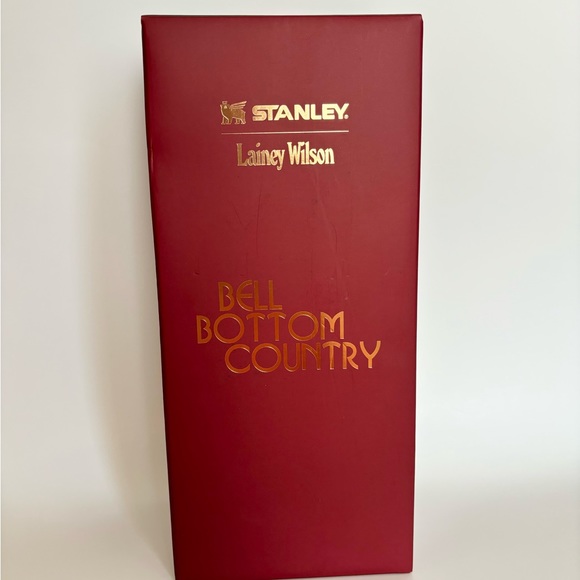 STANLEY.
Lainey Wilson
BELL
BOTTOM
COUNTRY